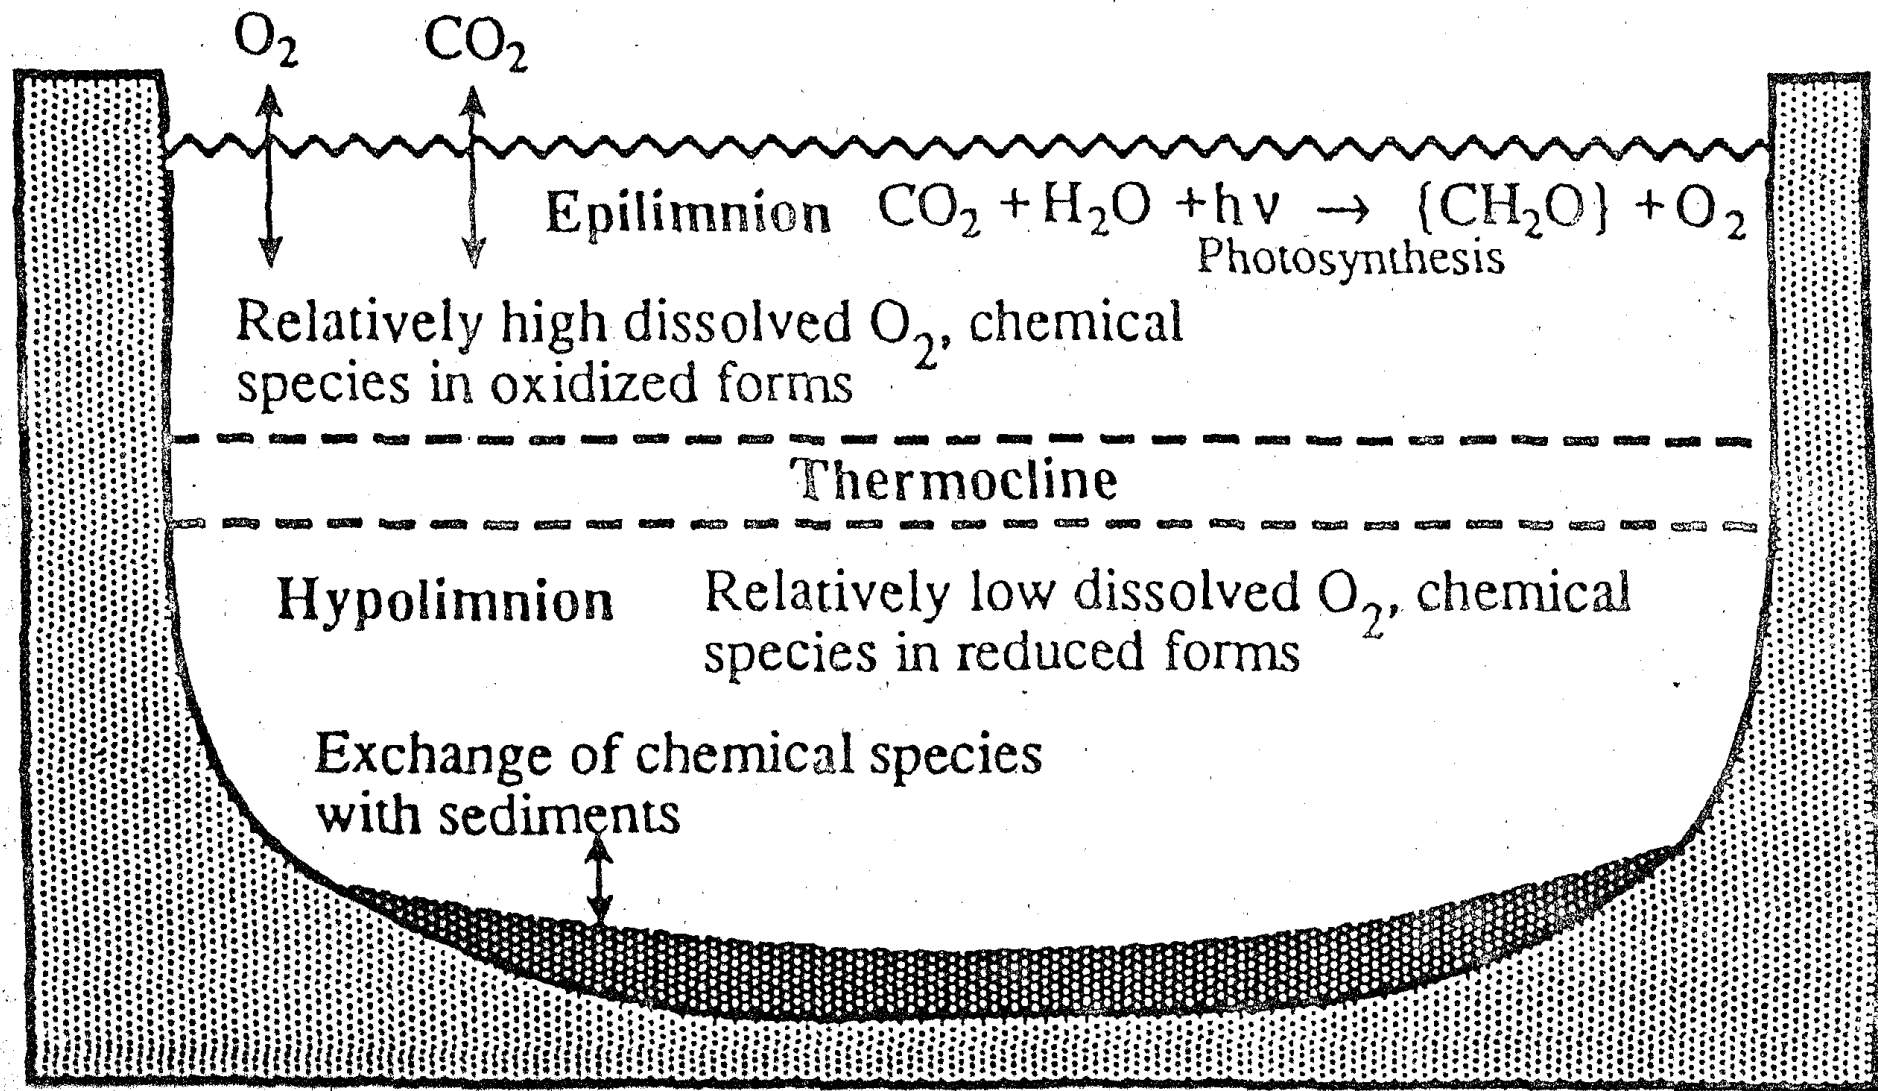 O₂ CO₂
Epilimnion CO₂ + H₂O + hν → {CH₂O} + O₂
Photosynthesis
Relatively high dissolved O₂, chemical
species in oxidized forms
Thermocline
Hypolimnion Relatively low dissolved O₂, chemical
species in reduced forms
Exchange of chemical species
with sediments